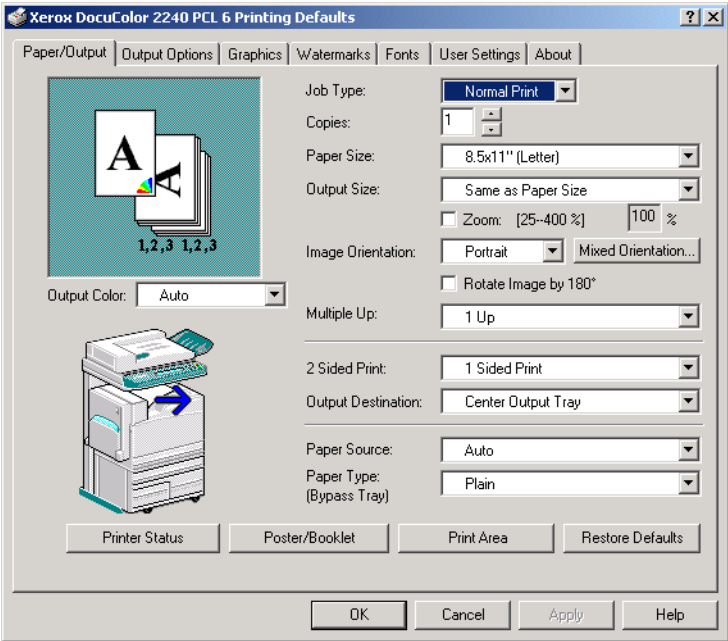 Xerox DocuColor 2240 PCL 6 Printing Defaults
Paper/Output Output Options Graphics Watermarks Fonts User Settings About
A A
1,2,3 1,2,3
Output Color: Auto
Job Type: Normal Print
Copies: 1
Paper Size: 8.5x11" (Letter)
Output Size: Same as Paper Size
Zoom: [25--400 %] 100 %
Image Orientation: Portrait Mixed Orientation...
Rotate Image by 180°
Multiple Up: 1 Up
2 Sided Print: 1 Sided Print
Output Destination: Center Output Tray
Paper Source: Auto
Paper Type: Plain
(Bypass Tray)
Printer Status Poster/Booklet Print Area Restore Defaults
OK Cancel Apply Help